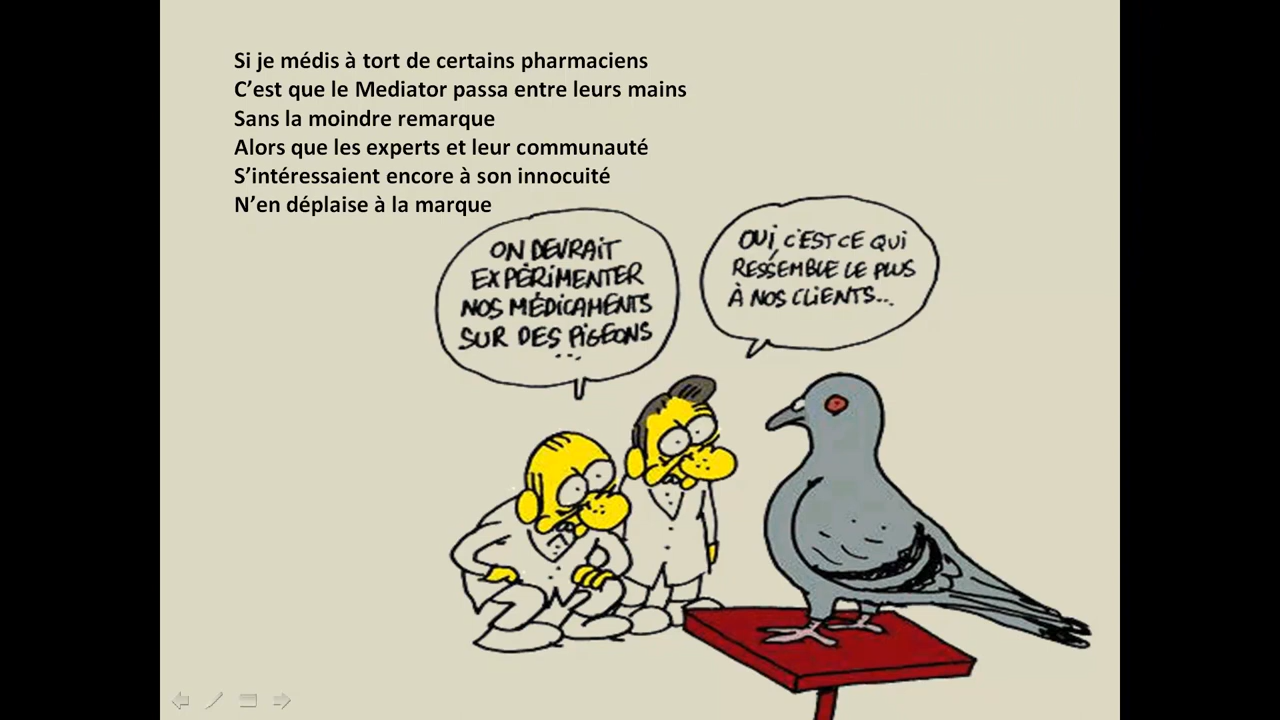 Si je médis à tort de certains pharmaciens
C’est que le Mediator passa entre leurs mains
Sans la moindre remarque
Alors que les experts et leur communauté
S’intéressaient encore à son innocuité
N’en déplaise à la marque
ON DEVRAIT
EXPÉRIMENTER
NOS MÉDICAMENTS
SUR DES PIGEONS
...
OUI, C'EST CE QUI
RESSEMBLE LE PLUS
À NOS CLIENTS...